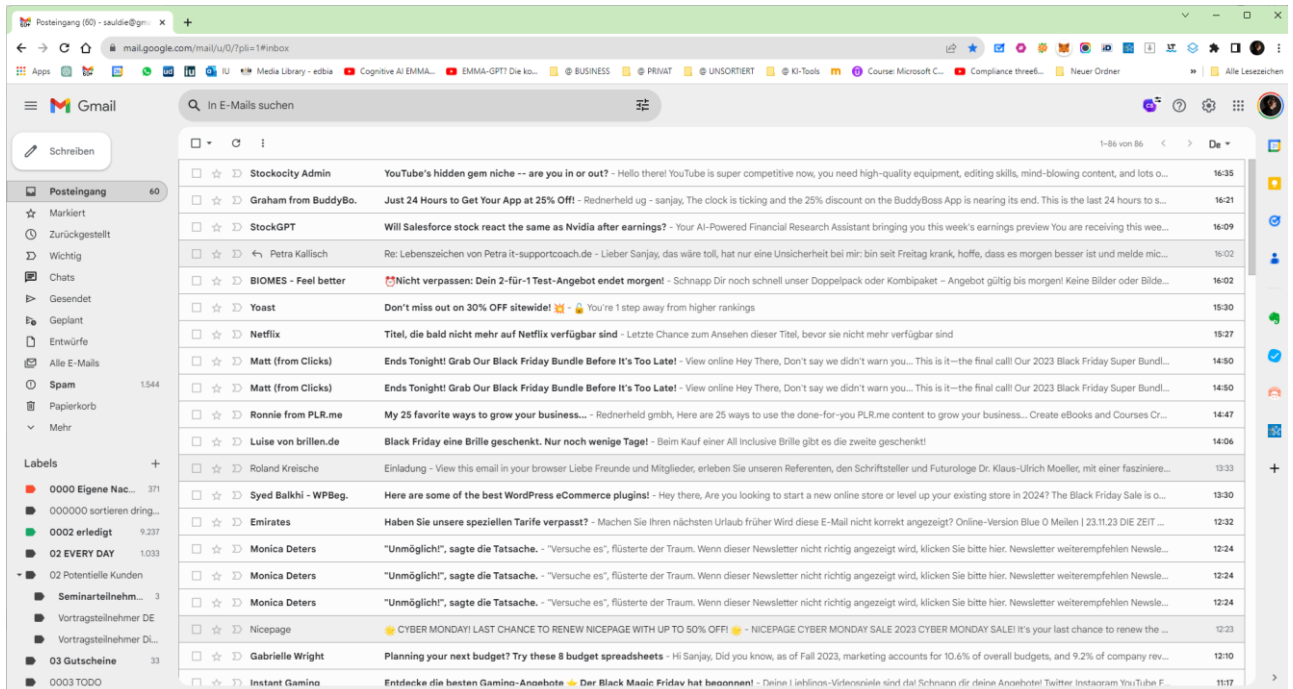 Posteingang (60) - sauldie@gm
mail.google.com/mail/u/0/?pli=1#inbox
Apps IU Media Library - edbia Cognitive AI EMMA... EMMA-GPT? Die ko... @ BUSINESS @ PRIVAT @ UNSORTIERT @ KI-Tools Course: Microsoft C... Compliance three6... Neuer Ordner » Alle Lesezeichen
Gmail In E-Mails suchen
Schreiben 1–86 von 86 De
Posteingang 60
Markiert
Zurückgestellt
Wichtig
Chats
Gesendet
Geplant
Entwürfe
Alle E-Mails
Spam 1.544
Papierkorb
Mehr
Labels +
0000 Eigene Nac... 371
000000 sortieren dring...
0002 erledigt 9.237
02 EVERY DAY 1.033
02 Potentielle Kunden
Seminarteilnehm... 3
Vortragsteilnehmer DE
Vortragsteilnehmer Di...
03 Gutscheine 33
0003 TODO
Stockocity Admin YouTube's hidden gem niche -- are you in or out? - Hello there! YouTube is super competitive now, you need high-quality equipment, editing skills, mind-blowing content, and lots o... 16:35
Graham from BuddyBo. Just 24 Hours to Get Your App at 25% Off! - Rednerheld ug - sanjay, The clock is ticking and the 25% discount on the BuddyBoss App is nearing its end. This is the last 24 hours to s... 16:21
StockGPT Will Salesforce stock react the same as Nvidia after earnings? - Your AI-Powered Financial Research Assistant bringing you this week's earnings preview You are receiving this wee... 16:09
Petra Kallisch Re: Lebenszeichen von Petra it-supportcoach.de - Lieber Sanjay, das wäre toll, hat nur eine Unsicherheit bei mir: bin seit Freitag krank, hoffe, dass es morgen besser ist und melde mic... 16:02
BIOMES - Feel better ⏰Nicht verpassen: Dein 2-für-1 Test-Angebot endet morgen! - Schnapp Dir noch schnell unser Doppelpack oder Kombipaket – Angebot gültig bis morgen! Keine Bilder oder Bilde... 16:02
Yoast Don't miss out on 30% OFF sitewide! 💥 - 🔓 You're 1 step away from higher rankings 15:30
Netflix Titel, die bald nicht mehr auf Netflix verfügbar sind - Letzte Chance zum Ansehen dieser Titel, bevor sie nicht mehr verfügbar sind 15:27
Matt (from Clicks) Ends Tonight! Grab Our Black Friday Bundle Before It's Too Late! - View online Hey There, Don't say we didn't warn you... This is it—the final call! Our 2023 Black Friday Super Bundl... 14:50
Matt (from Clicks) Ends Tonight! Grab Our Black Friday Bundle Before It's Too Late! - View online Hey There, Don't say we didn't warn you... This is it—the final call! Our 2023 Black Friday Super Bundl... 14:50
Ronnie from PLR.me My 25 favorite ways to grow your business... - Rednerheld gmbh, Here are 25 ways to use the done-for-you PLR.me content to grow your business... Create eBooks and Courses Cr... 14:47
Luise von brillen.de Black Friday eine Brille geschenkt. Nur noch wenige Tage! - Beim Kauf einer All Inclusive Brille gibt es die zweite geschenkt! 14:06
Roland Kreische Einladung - View this email in your browser Liebe Freunde und Mitglieder, erleben Sie unseren Referenten, den Schriftsteller und Futurologe Dr. Klaus-Ulrich Moeller, mit einer fasziniere... 13:33
Syed Balkhi - WPBeg. Here are some of the best WordPress eCommerce plugins! - Hey there, Are you looking to start a new online store or level up your existing store in 2024? The Black Friday Sale is o... 13:30
Emirates Haben Sie unsere speziellen Tarife verpasst? - Machen Sie Ihren nächsten Urlaub früher Wird diese E-Mail nicht korrekt angezeigt? Online-Version Blue 0 Meilen | 23.11.23 DIE ZEIT ... 12:32
Monica Deters "Unmöglich!", sagte die Tatsache. - "Versuche es", flüsterte der Traum. Wenn dieser Newsletter nicht richtig angezeigt wird, klicken Sie bitte hier. Newsletter weiterempfehlen Newsle... 12:24
Monica Deters "Unmöglich!", sagte die Tatsache. - "Versuche es", flüsterte der Traum. Wenn dieser Newsletter nicht richtig angezeigt wird, klicken Sie bitte hier. Newsletter weiterempfehlen Newsle... 12:24
Monica Deters "Unmöglich!", sagte die Tatsache. - "Versuche es", flüsterte der Traum. Wenn dieser Newsletter nicht richtig angezeigt wird, klicken Sie bitte hier. Newsletter weiterempfehlen Newsle... 12:24
Nicepage 🌟 CYBER MONDAY! LAST CHANCE TO RENEW NICEPAGE WITH UP TO 50% OFF! 🌟 - NICEPAGE CYBER MONDAY SALE 2023 CYBER MONDAY SALE! It's your last chance to renew the ... 12:23
Gabrielle Wright Planning your next budget? Try these 8 budget spreadsheets - Hi Sanjay, Did you know, as of Fall 2023, marketing accounts for 10.6% of overall budgets, and 9.2% of company rev... 12:10
Instant Gaming Entdecke die besten Gaming-Angebote ⭐ Der Black Magic Friday hat begonnen! - Deine Lieblings-Videospiele sind da! Schnapp dir deine Angebote! Twitter Instagram YouTube F... 11:17